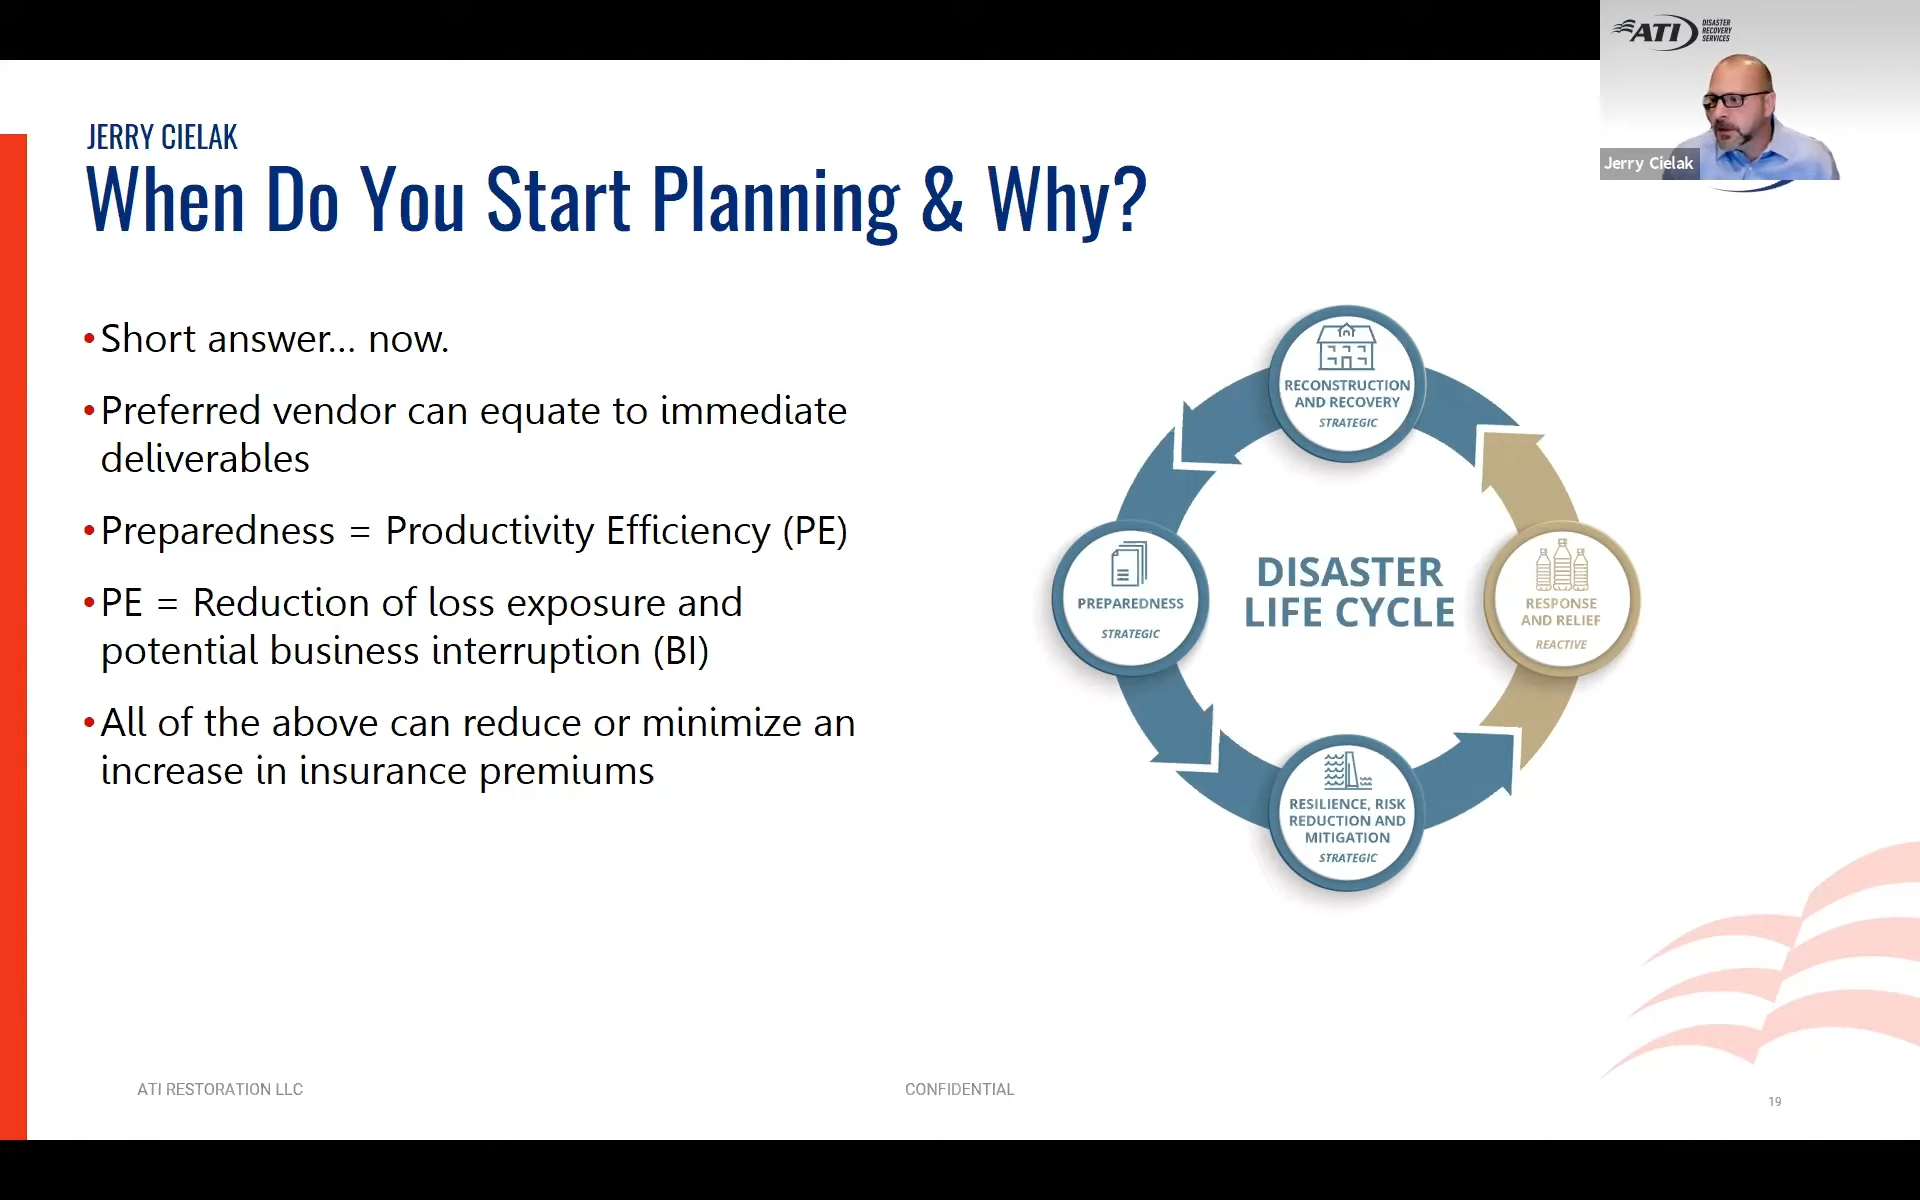 ATI DISASTER
RECOVERY
SERVICES
Jerry Cielak
JERRY CIELAK
When Do You Start Planning & Why?
•Short answer... now.
•Preferred vendor can equate to immediate
deliverables
•Preparedness = Productivity Efficiency (PE)
•PE = Reduction of loss exposure and
potential business interruption (BI)
•All of the above can reduce or minimize an
increase in insurance premiums
RECONSTRUCTION
AND RECOVERY
STRATEGIC
PREPAREDNESS
STRATEGIC
DISASTER
LIFE CYCLE
RESPONSE
AND RELIEF
REACTIVE
RESILIENCE, RISK
REDUCTION AND
MITIGATION
STRATEGIC
ATI RESTORATION LLC
CONFIDENTIAL
19